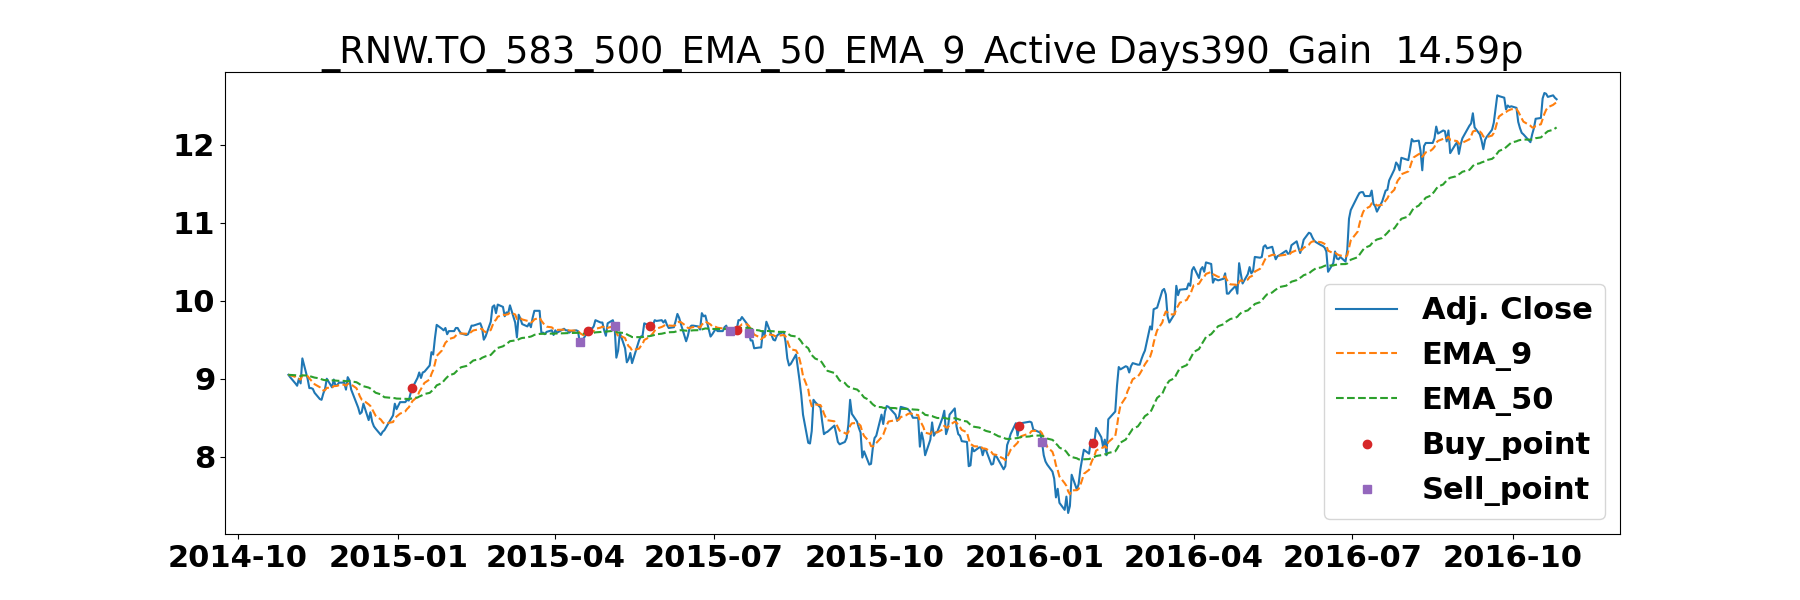 _RNW.TO_583_500_EMA_50_EMA_9_Active Days390_Gain  14.59p
12
11
10
9
8
2014-10 2015-01 2015-04 2015-07 2015-10 2016-01 2016-04 2016-07 2016-10
Adj. Close
EMA_9
EMA_50
Buy_point
Sell_point